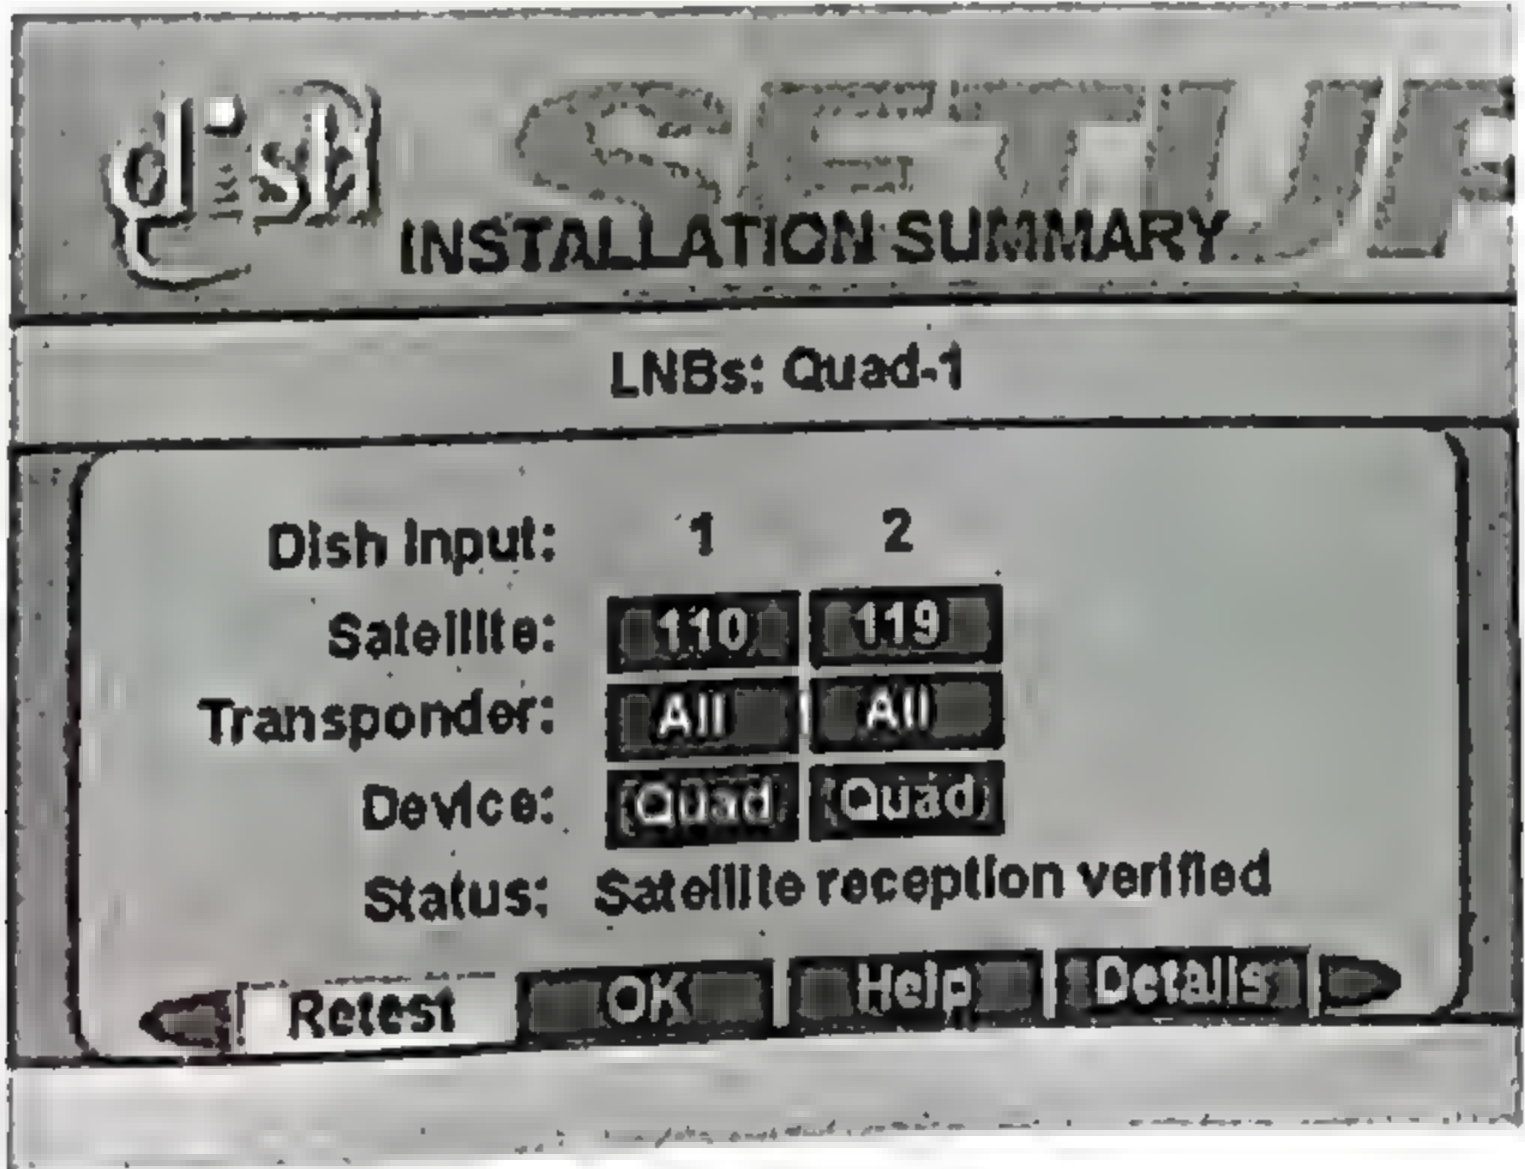 dish SETUP
INSTALLATION SUMMARY
LNBs: Quad-1
Dish Input: 1 2
Satellite: 110 119
Transponder: All All
Device: Quad Quad
Status: Satellite reception verified
Retest OK Help Details